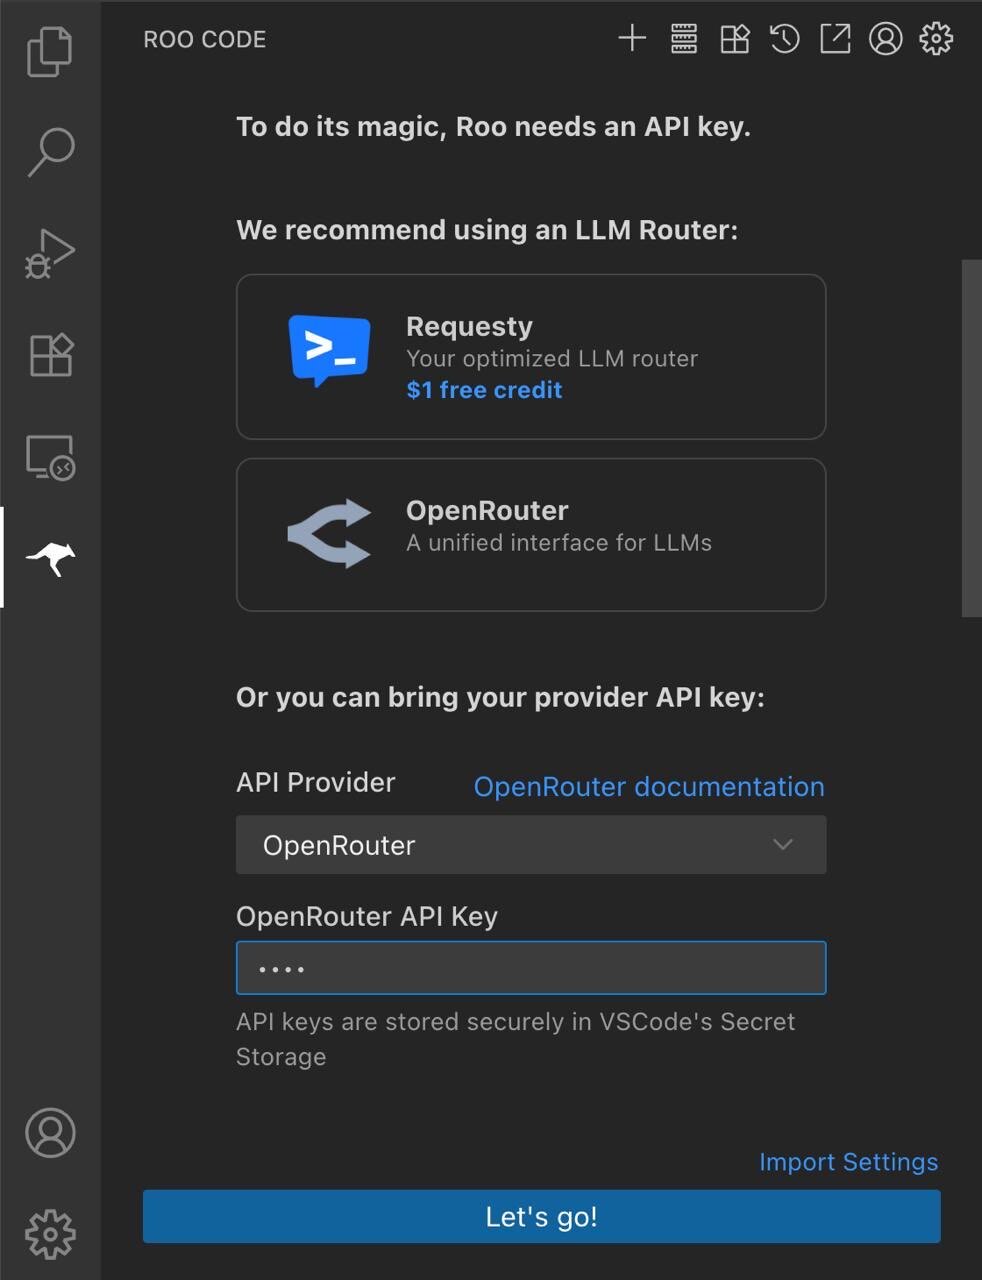 ROO CODE
To do its magic, Roo needs an API key.
We recommend using an LLM Router:
Requesty
Your optimized LLM router
$1 free credit
OpenRouter
A unified interface for LLMs
Or you can bring your provider API key:
API Provider
OpenRouter documentation
OpenRouter
OpenRouter API Key
••••
API keys are stored securely in VSCode's Secret
Storage
Import Settings
Let's go!